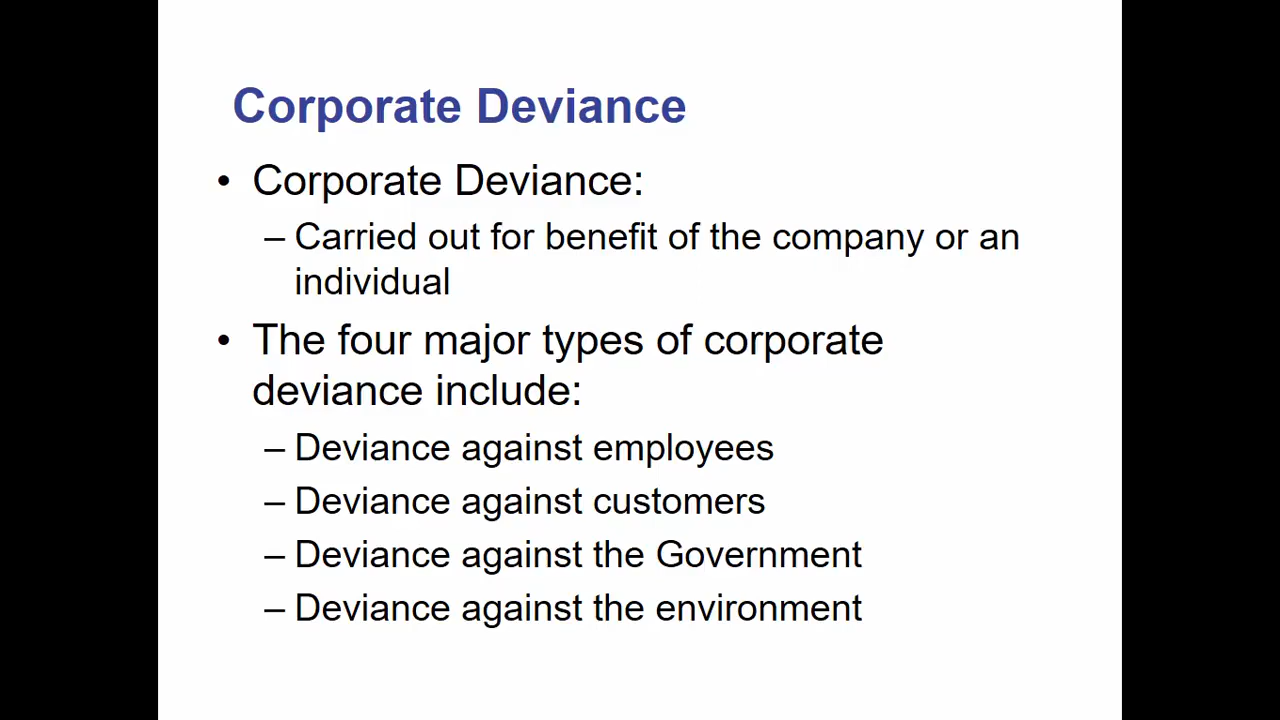 Corporate Deviance
• Corporate Deviance:
– Carried out for benefit of the company or an
individual
• The four major types of corporate
deviance include:
– Deviance against employees
– Deviance against customers
– Deviance against the Government
– Deviance against the environment